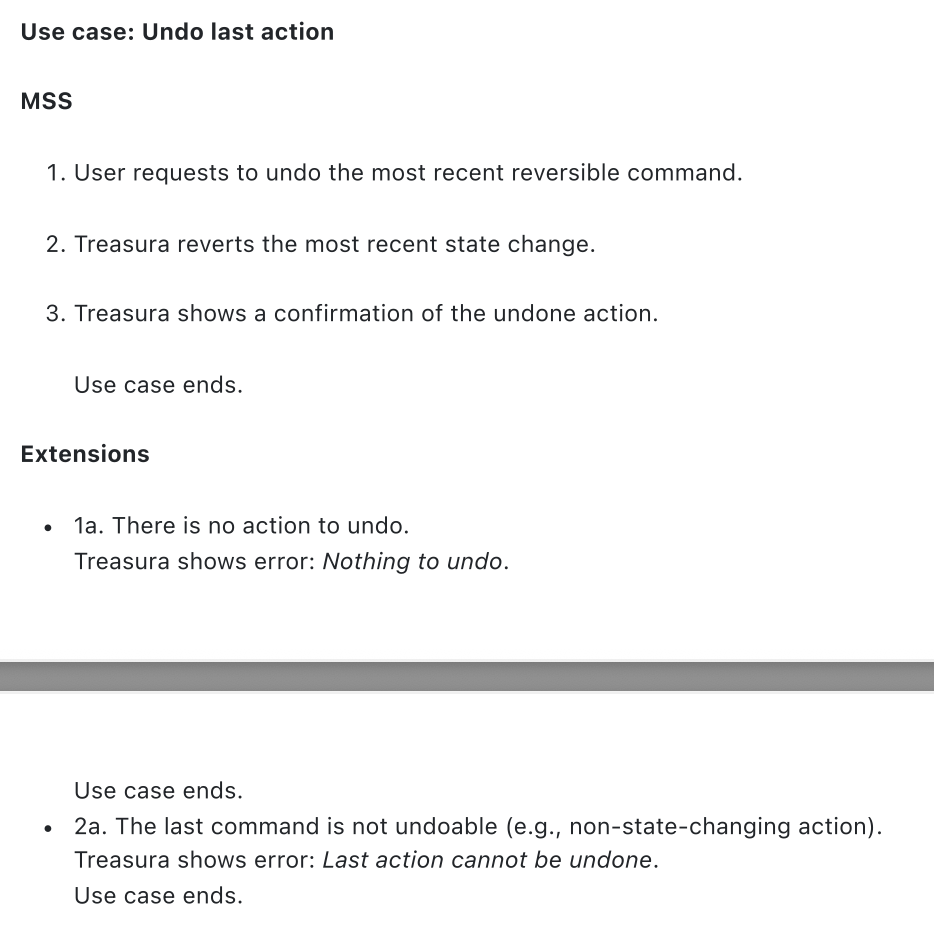 Use case: Undo last action
MSS
1. User requests to undo the most recent reversible command.
2. Treasura reverts the most recent state change.
3. Treasura shows a confirmation of the undone action.
Use case ends.
Extensions
• 1a. There is no action to undo.
Treasura shows error: Nothing to undo.
Use case ends.
• 2a. The last command is not undoable (e.g., non-state-changing action).
Treasura shows error: Last action cannot be undone.
Use case ends.